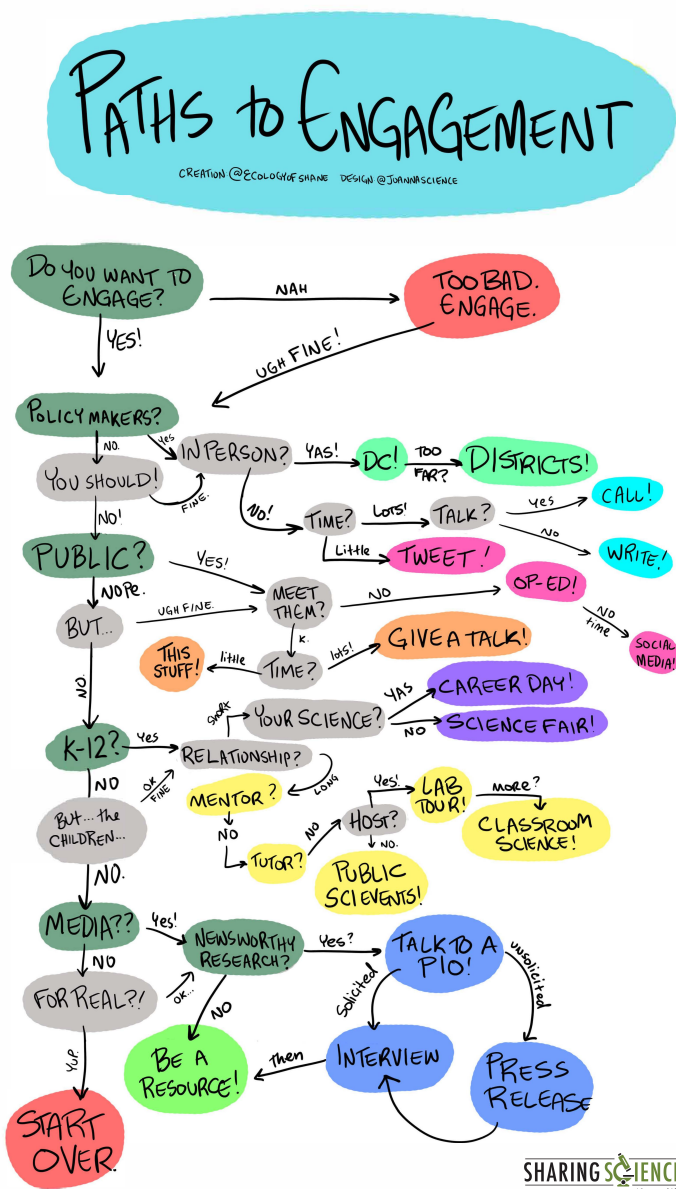 PATHS to ENGAGEMENT
CREATION @ECOLOGYOFSHANE DESIGN @JOANNASCIENCE
DO YOU WANT TO
ENGAGE?
NAH
TOO BAD.
ENGAGE.
YES!
UGH FINE!
POLICY MAKERS?
NO.
Yes
IN PERSON?
YAS!
DC!
TOO
FAR?
DISTRICTS!
YOU SHOULD!
FINE.
NO!
NO!
TIME?
LOTS!
TALK?
Yes
CALL!
NO
WRITE!
Little
TWEET!
PUBLIC?
YES!
NOPE.
BUT...
UGH FINE.
MEET
THEM?
NO
OP-ED!
NO
time
SOCIAL
MEDIA!
K.
THIS
STUFF!
little
TIME?
lots!
GIVE A TALK!
NO.
SHORT
YOUR SCIENCE?
YAS
CAREER DAY!
NO
SCIENCE FAIR!
K-12?
Yes
RELATIONSHIP?
LONG
NO
OK
FINE
BUT... the
CHILDREN...
MENTOR?
NO
TUTOR?
NO
HOST?
Yes!
LAB
TOUR!
MORE?
CLASSROOM
SCIENCE!
NO.
PUBLIC
SCI EVENTS!
NO.
MEDIA??
Yes!
NEWSWORTHY
RESEARCH?
Yes?
TALK TO A
PIO!
unsolicited
solicited
NO
FOR REAL?!
OK...
NO
BE A
RESOURCE!
Then
INTERVIEW
PRESS
RELEASE
YUP.
START
OVER.
SHARING SCIENCE